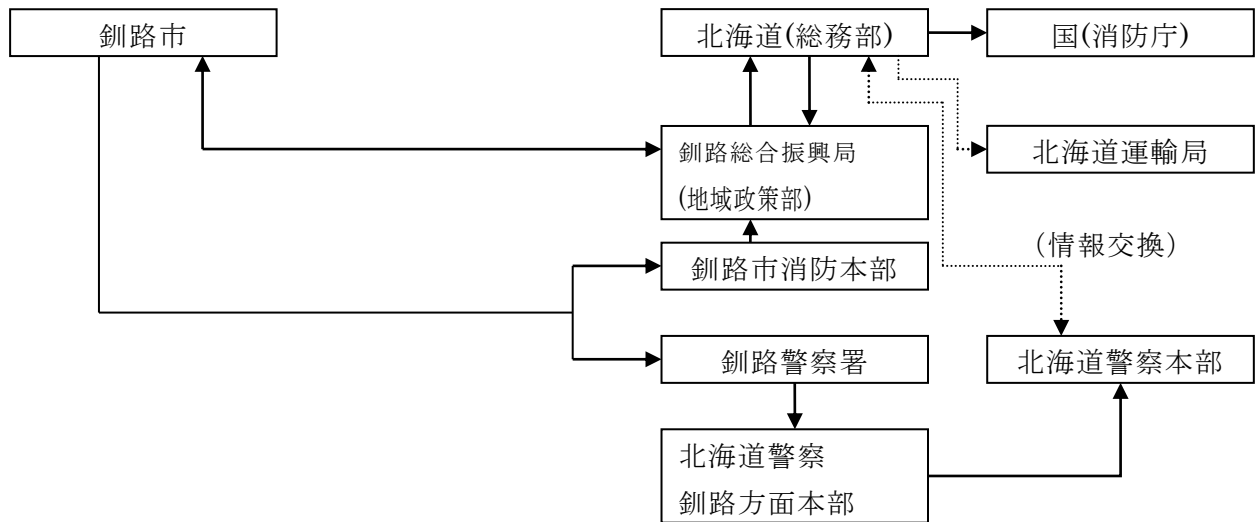 釧路市
北海道(総務部)
国(消防庁)
釧路総合振興局
(地域政策部)
北海道運輸局
釧路市消防本部
（情報交換）
釧路警察署
北海道警察本部
北海道警察
釧路方面本部